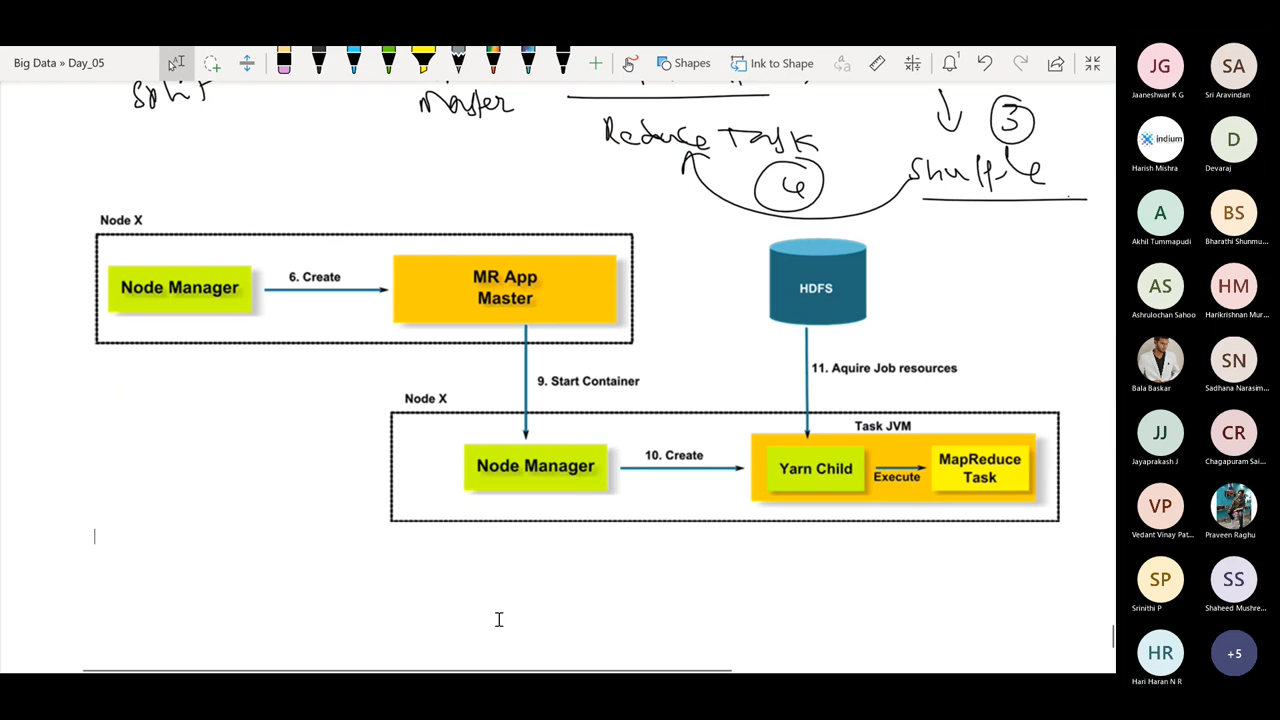 Big Data » Day_05
Shapes
Ink to Shape
1
Split
Master
3
Reduce Task
Shuffle
4
Node X
Node Manager
6. Create
MR App
Master
HDFS
9. Start Container
11. Aquire Job resources
Node X
Task JVM
Node Manager
10. Create
Yarn Child
Execute
MapReduce
Task
JG
Jaaneshwar K G
SA
Sri Aravindan
indium
Harish Mishra
D
Devaraj
A
Akhil Tummapudi
BS
Bharathi Shunmu...
AS
Ashrulochan Sahoo
HM
Harikrishnan Mur...
Bala Baskar
SN
Sadhana Narasim...
JJ
Jayaprakash J
CR
Chagapuram Sai...
VP
Vedant Vinay Pat...
Praveen Raghu
SP
Srinithi P
SS
Shaheed Mushre...
HR
Hari Haran N R
+5